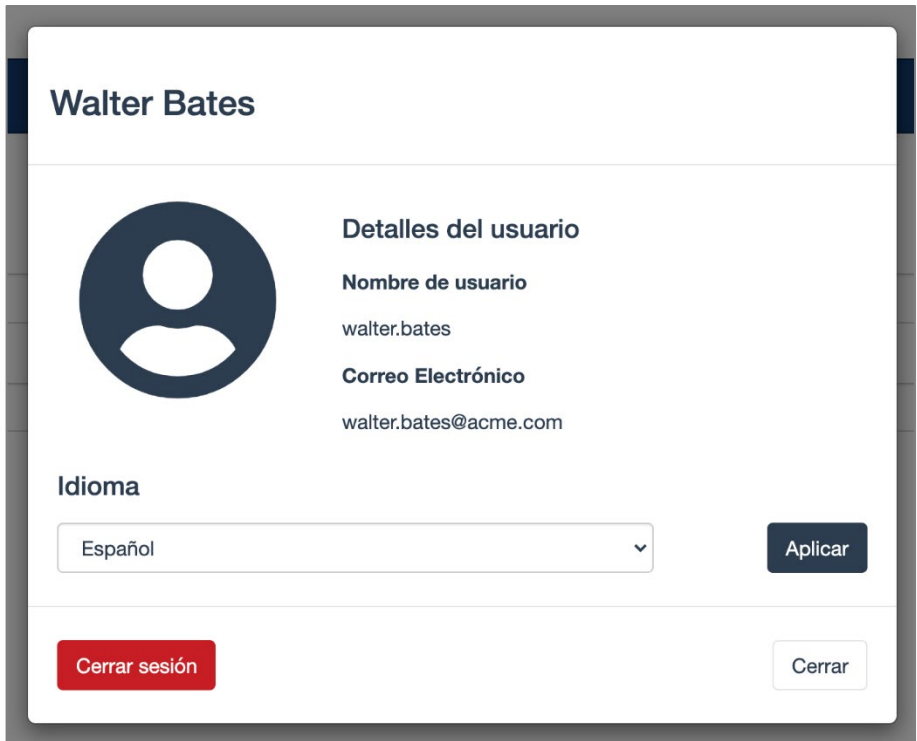 Walter Bates
Detalles del usuario
Nombre de usuario
walter.bates
Correo Electrónico
walter.bates@acme.com
Idioma
Español
Aplicar
Cerrar sesión
Cerrar